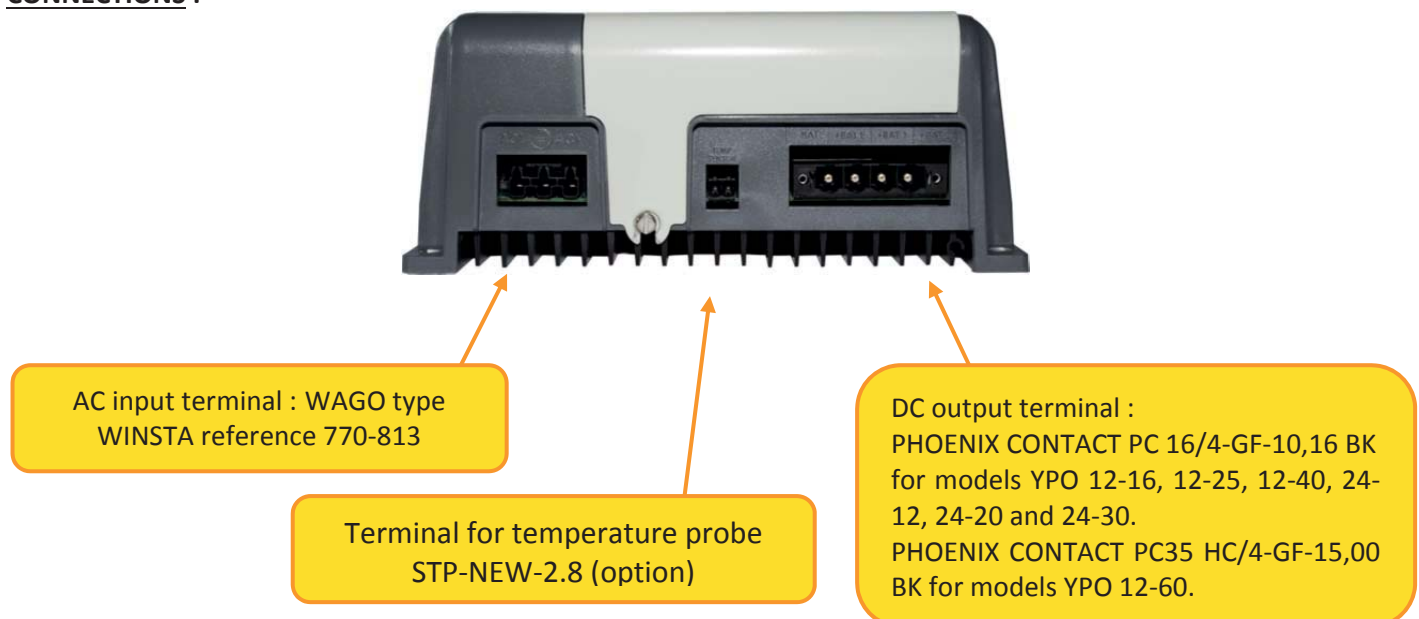 CONNECTIONS :
AC input terminal : WAGO type
WINSTA reference 770-813
Terminal for temperature probe
STP-NEW-2.8 (option)
DC output terminal :
PHOENIX CONTACT PC 16/4-GF-10,16 BK
for models YPO 12-16, 12-25, 12-40, 24-
12, 24-20 and 24-30.
PHOENIX CONTACT PC35 HC/4-GF-15,00
BK for models YPO 12-60.